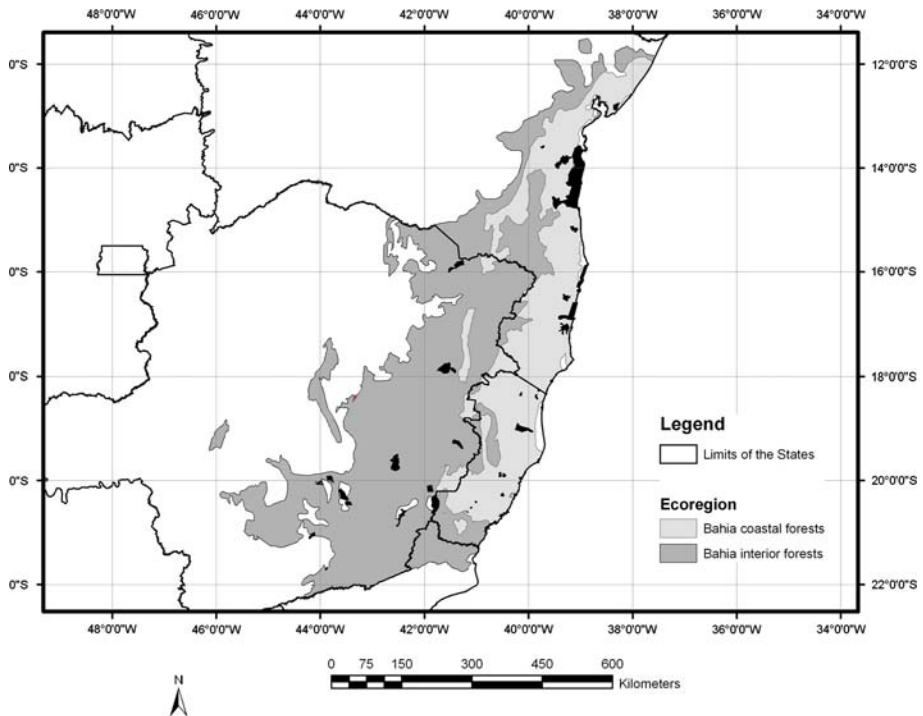 48°0'0"W 46°0'0"W 44°0'0"W 42°0'0"W 40°0'0"W 38°0'0"W 36°0'0"W 34°0'0"W
0°S 12°0'0"S
0°S 14°0'0"S
0°S 16°0'0"S
0°S 18°0'0"S
Legend
Limits of the States
0°S 20°0'0"S
Ecoregion
Bahia coastal forests
Bahia interior forests
0°S 22°0'0"S
48°0'0"W 46°0'0"W 44°0'0"W 42°0'0"W 40°0'0"W 38°0'0"W 36°0'0"W 34°0'0"W
0 75 150 300 450 600
Kilometers
N